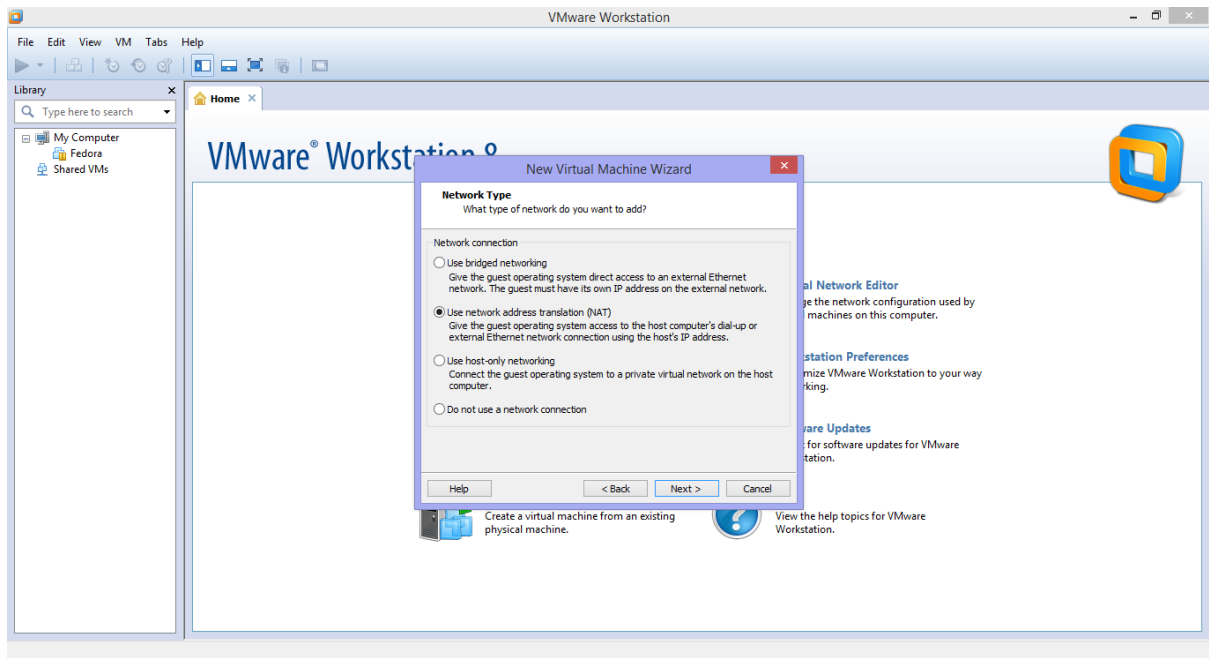 VMware Workstation
File Edit View VM Tabs Help
Library
Type here to search
My Computer
Fedora
Shared VMs
Home
VMware® Workstation 8
New Virtual Machine Wizard
Network Type
What type of network do you want to add?
Network connection
Use bridged networking
Give the guest operating system direct access to an external Ethernet
network. The guest must have its own IP address on the external network.
Use network address translation (NAT)
Give the guest operating system access to the host computer's dial-up or
external Ethernet network connection using the host's IP address.
Use host-only networking
Connect the guest operating system to a private virtual network on the host
computer.
Do not use a network connection
Help < Back Next > Cancel
al Network Editor
ge the network configuration used by
machines on this computer.
station Preferences
mize VMware Workstation to your way
rking.
ware Updates
for software updates for VMware
station.
Create a virtual machine from an existing
physical machine.
View the help topics for VMware
Workstation.